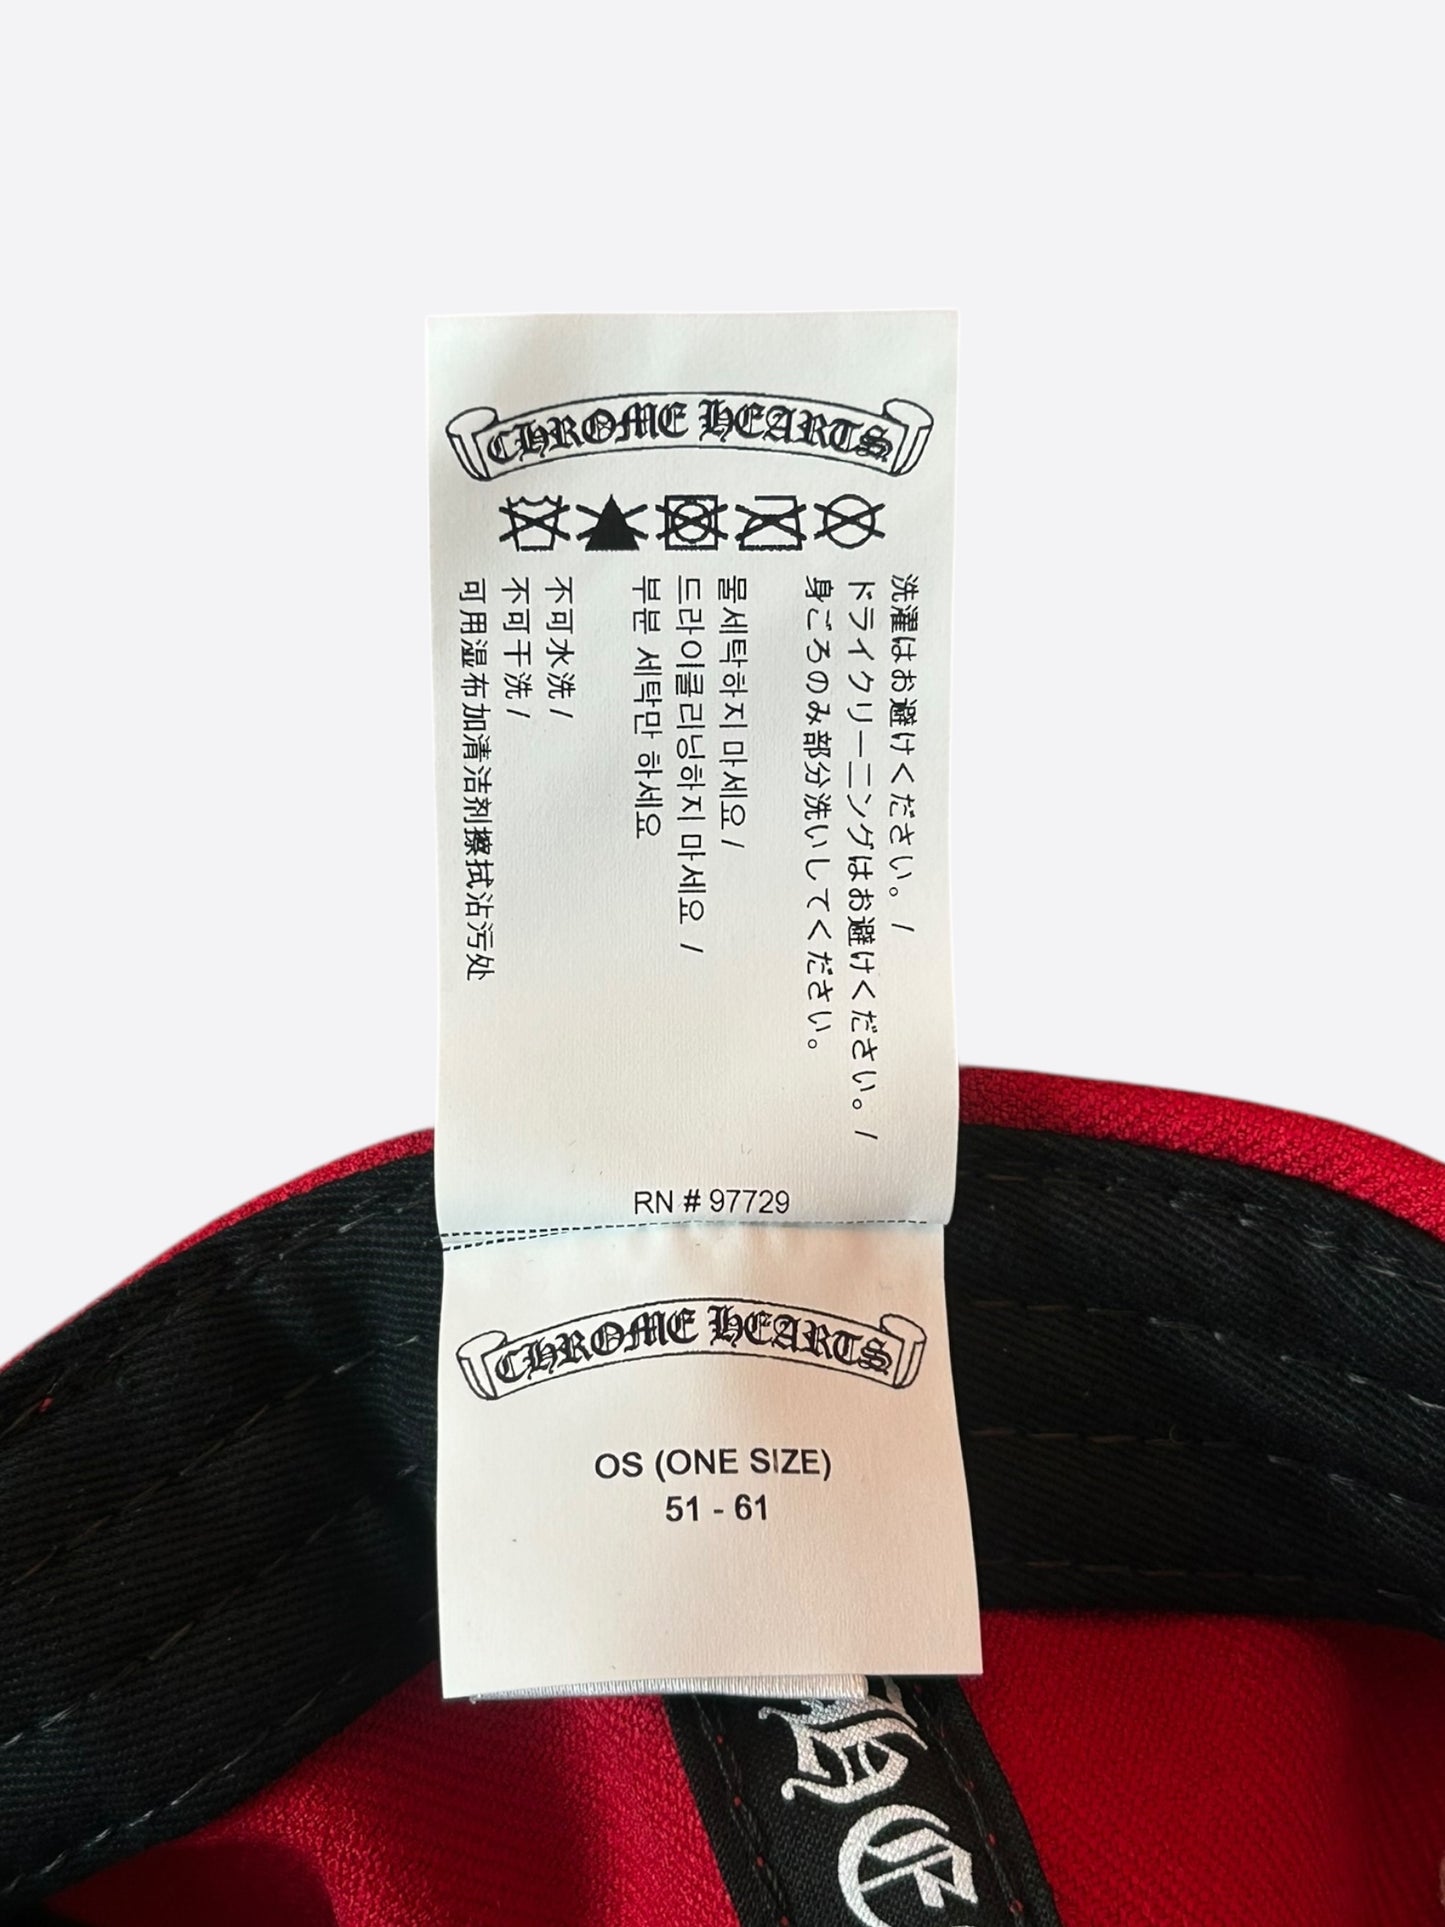 CHROME HEARTS
洗濯はお避けください。/
ドライクリーニングはお避けください。/
身ごろのみ部分洗いしてください。
물세탁하지 마세요 /
드라이클리닝하지 마세요 /
부분 세탁만 하세요
不可水洗 /
不可干洗 /
可用湿布加清洁剂擦拭沾污处
RN # 97729
CHROME HEARTS
OS (ONE SIZE)
51 - 61